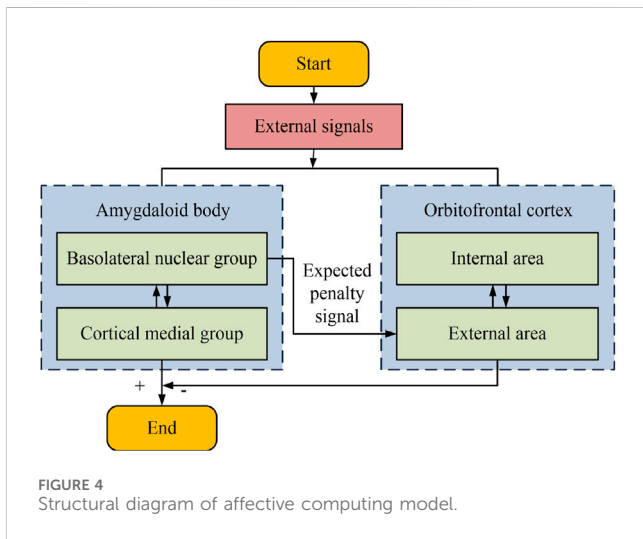 Start
External signals
Amygdaloid body
Basolateral nuclear group
Cortical medial group
Expected
penalty
signal
Orbitofrontal cortex
Internal area
External area
+
-
End
FIGURE 4
Structural diagram of affective computing model.